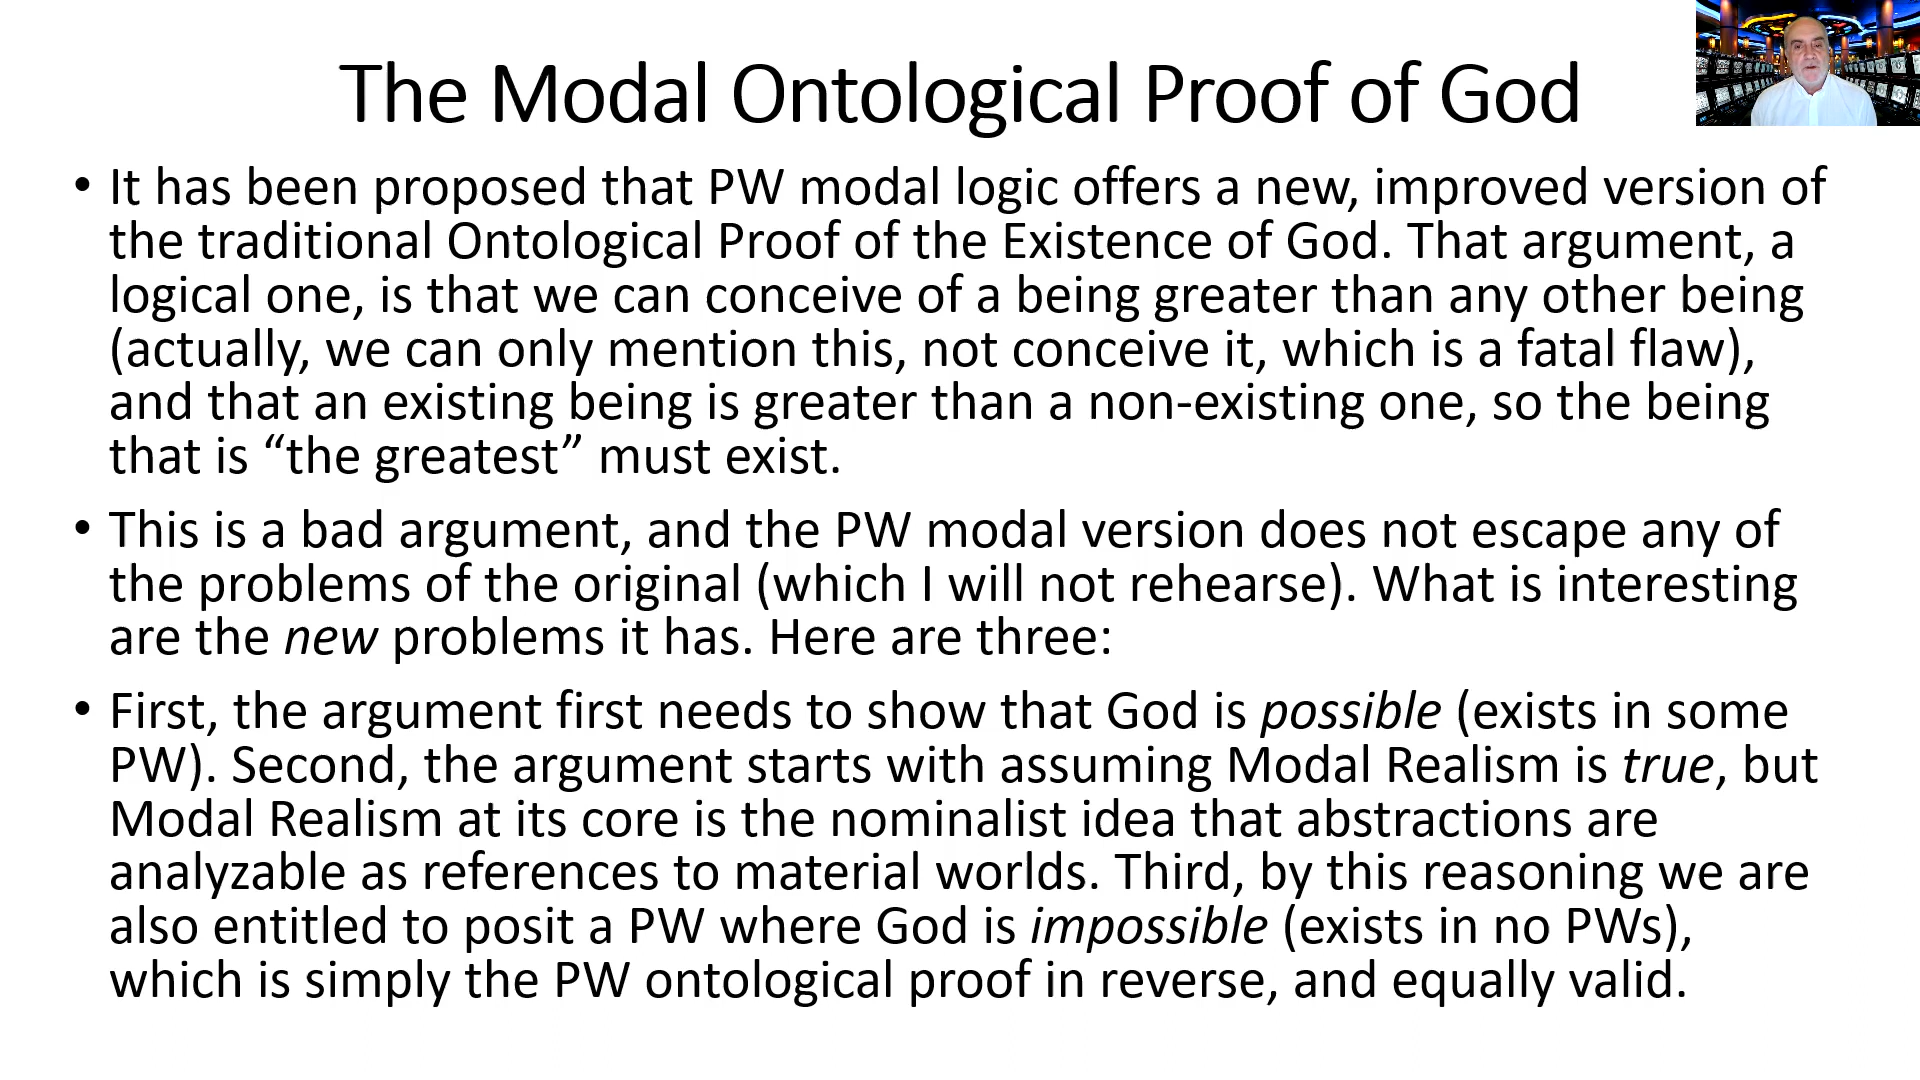 The Modal Ontological Proof of God
• It has been proposed that PW modal logic offers a new, improved version of
the traditional Ontological Proof of the Existence of God. That argument, a
logical one, is that we can conceive of a being greater than any other being
(actually, we can only mention this, not conceive it, which is a fatal flaw),
and that an existing being is greater than a non-existing one, so the being
that is “the greatest” must exist.
• This is a bad argument, and the PW modal version does not escape any of
the problems of the original (which I will not rehearse). What is interesting
are the new problems it has. Here are three:
• First, the argument first needs to show that God is possible (exists in some
PW). Second, the argument starts with assuming Modal Realism is true, but
Modal Realism at its core is the nominalist idea that abstractions are
analyzable as references to material worlds. Third, by this reasoning we are
also entitled to posit a PW where God is impossible (exists in no PWs),
which is simply the PW ontological proof in reverse, and equally valid.